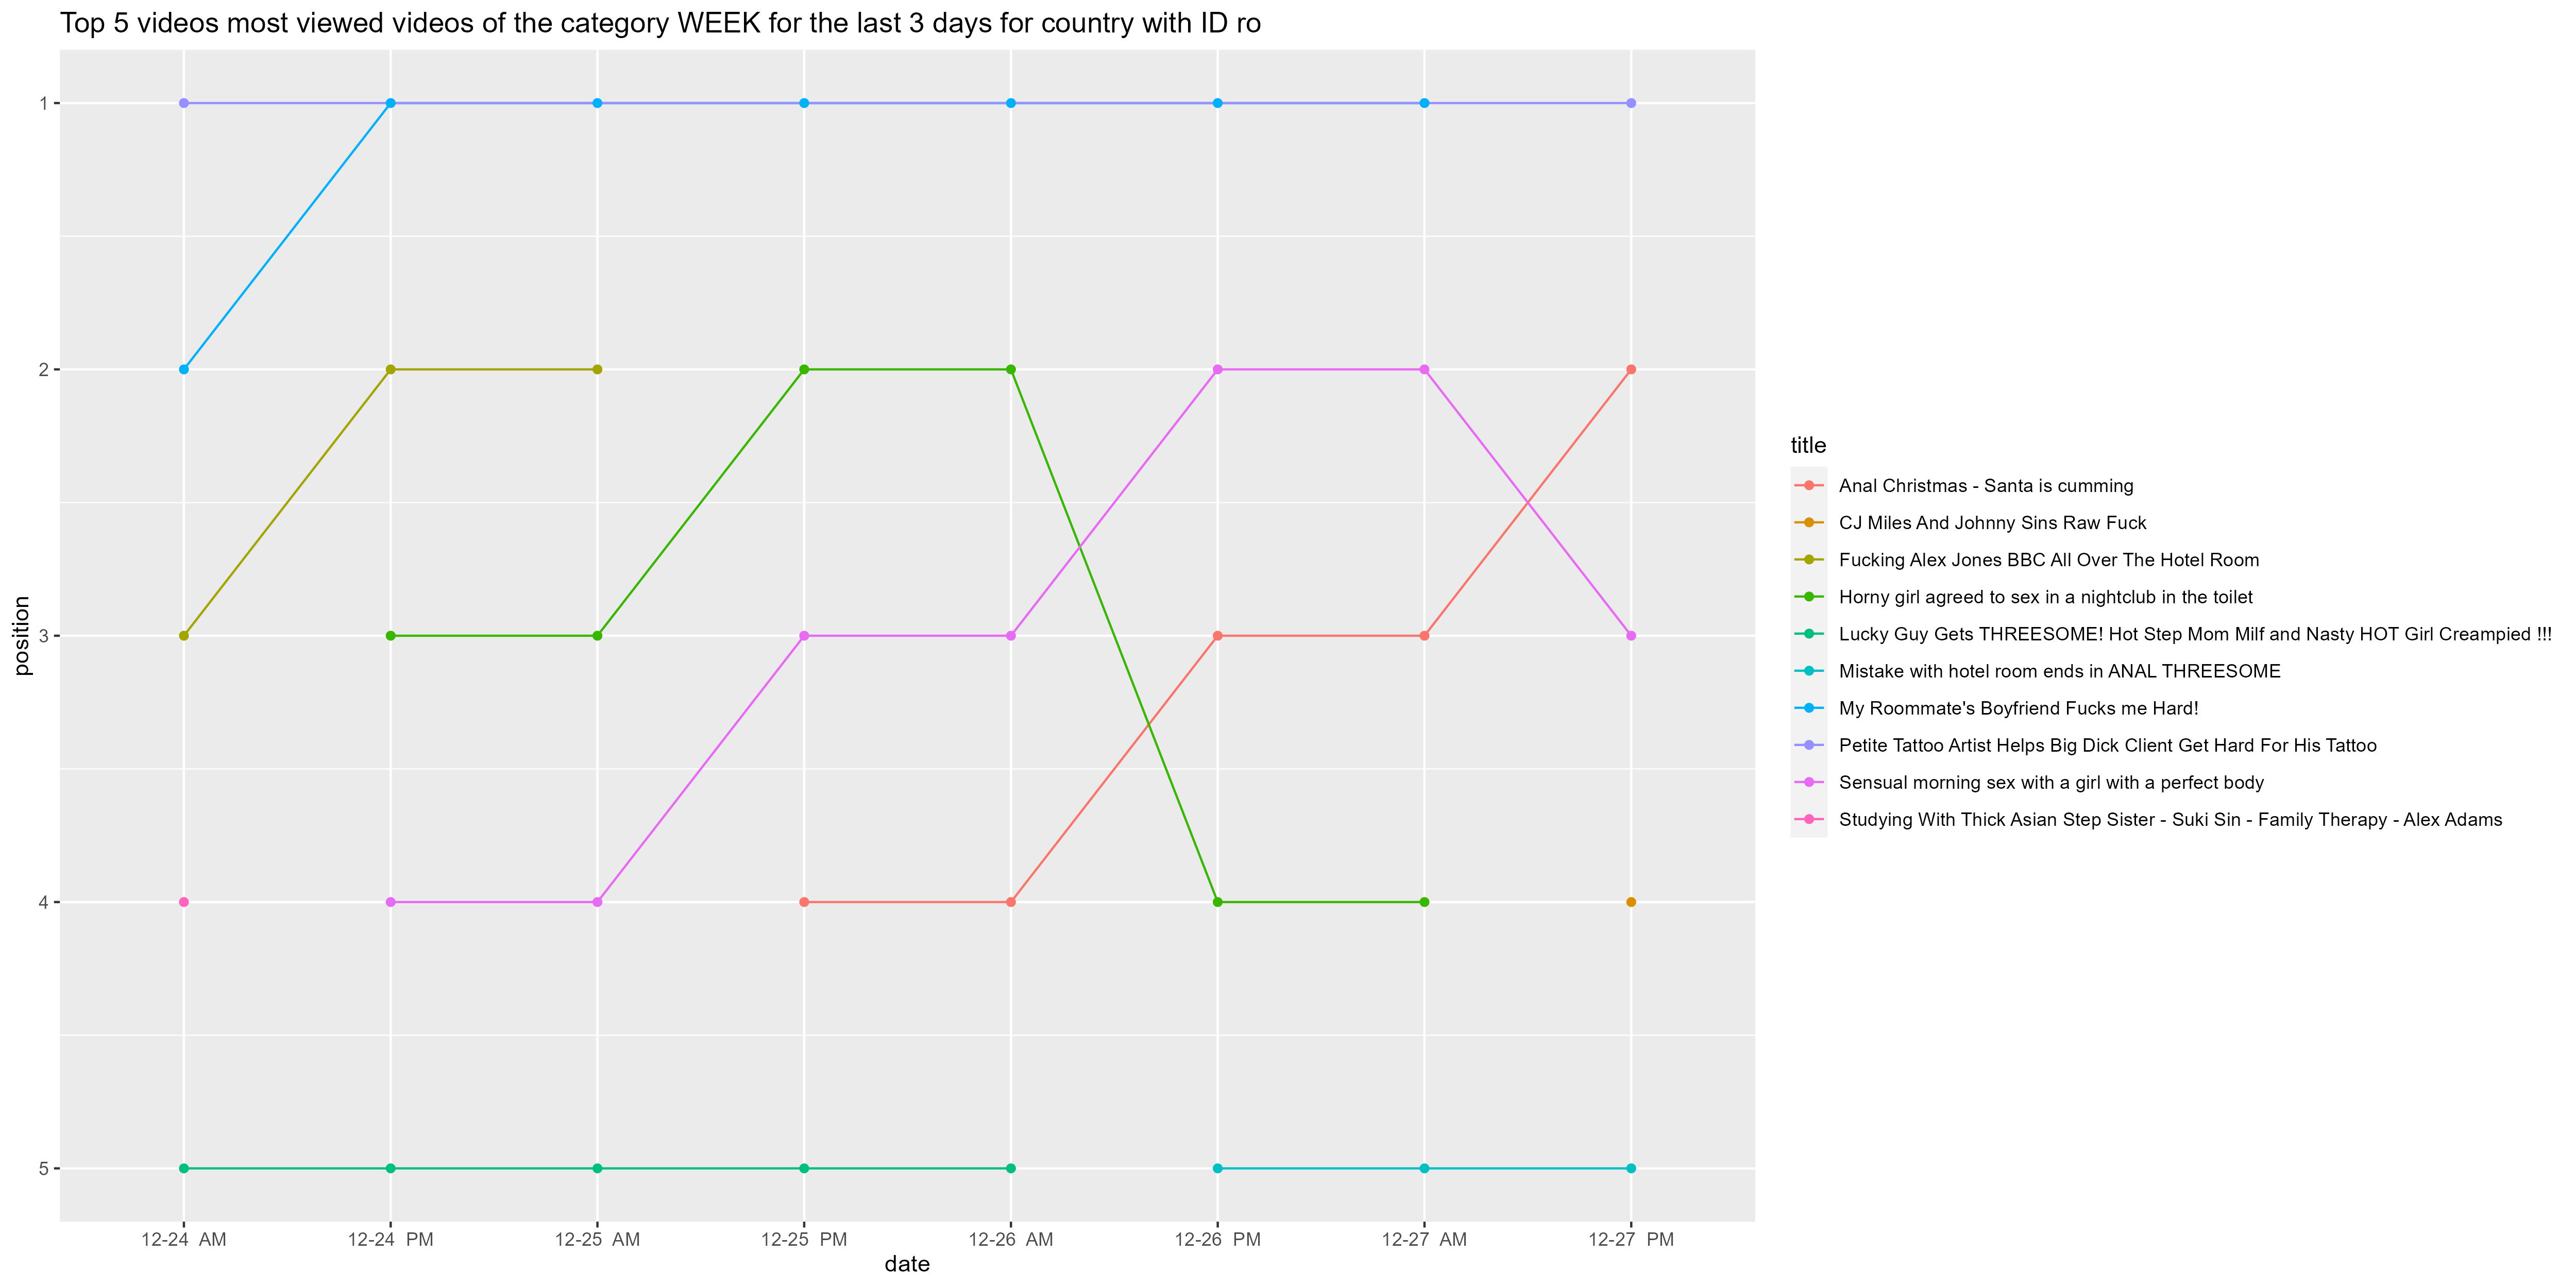 Top 5 videos most viewed videos of the category WEEK for the last 3 days for country with ID ro
position
1
2
3
4
5
12-24 AM
12-24 PM
12-25 AM
12-25 PM
12-26 AM
12-26 PM
12-27 AM
12-27 PM
date
title
Anal Christmas - Santa is cumming
CJ Miles And Johnny Sins Raw Fuck
Fucking Alex Jones BBC All Over The Hotel Room
Horny girl agreed to sex in a nightclub in the toilet
Lucky Guy Gets THREESOME! Hot Step Mom Milf and Nasty HOT Girl Creampied !!!
Mistake with hotel room ends in ANAL THREESOME
My Roommate's Boyfriend Fucks me Hard!
Petite Tattoo Artist Helps Big Dick Client Get Hard For His Tattoo
Sensual morning sex with a girl with a perfect body
Studying With Thick Asian Step Sister - Suki Sin - Family Therapy - Alex Adams